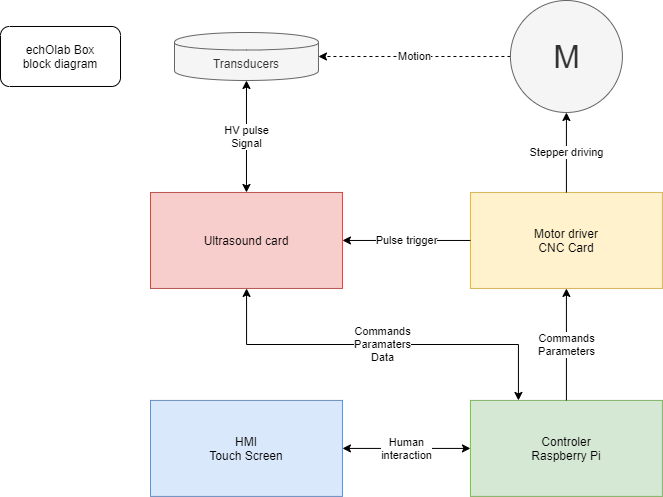 echOlab Box
block diagram
Transducers
Motion
M
HV pulse
Signal
Stepper driving
Ultrasound card
Pulse trigger
Motor driver
CNC Card
Commands
Paramaters
Data
Commands
Parameters
HMI
Touch Screen
Human
interaction
Controler
Raspberry Pi